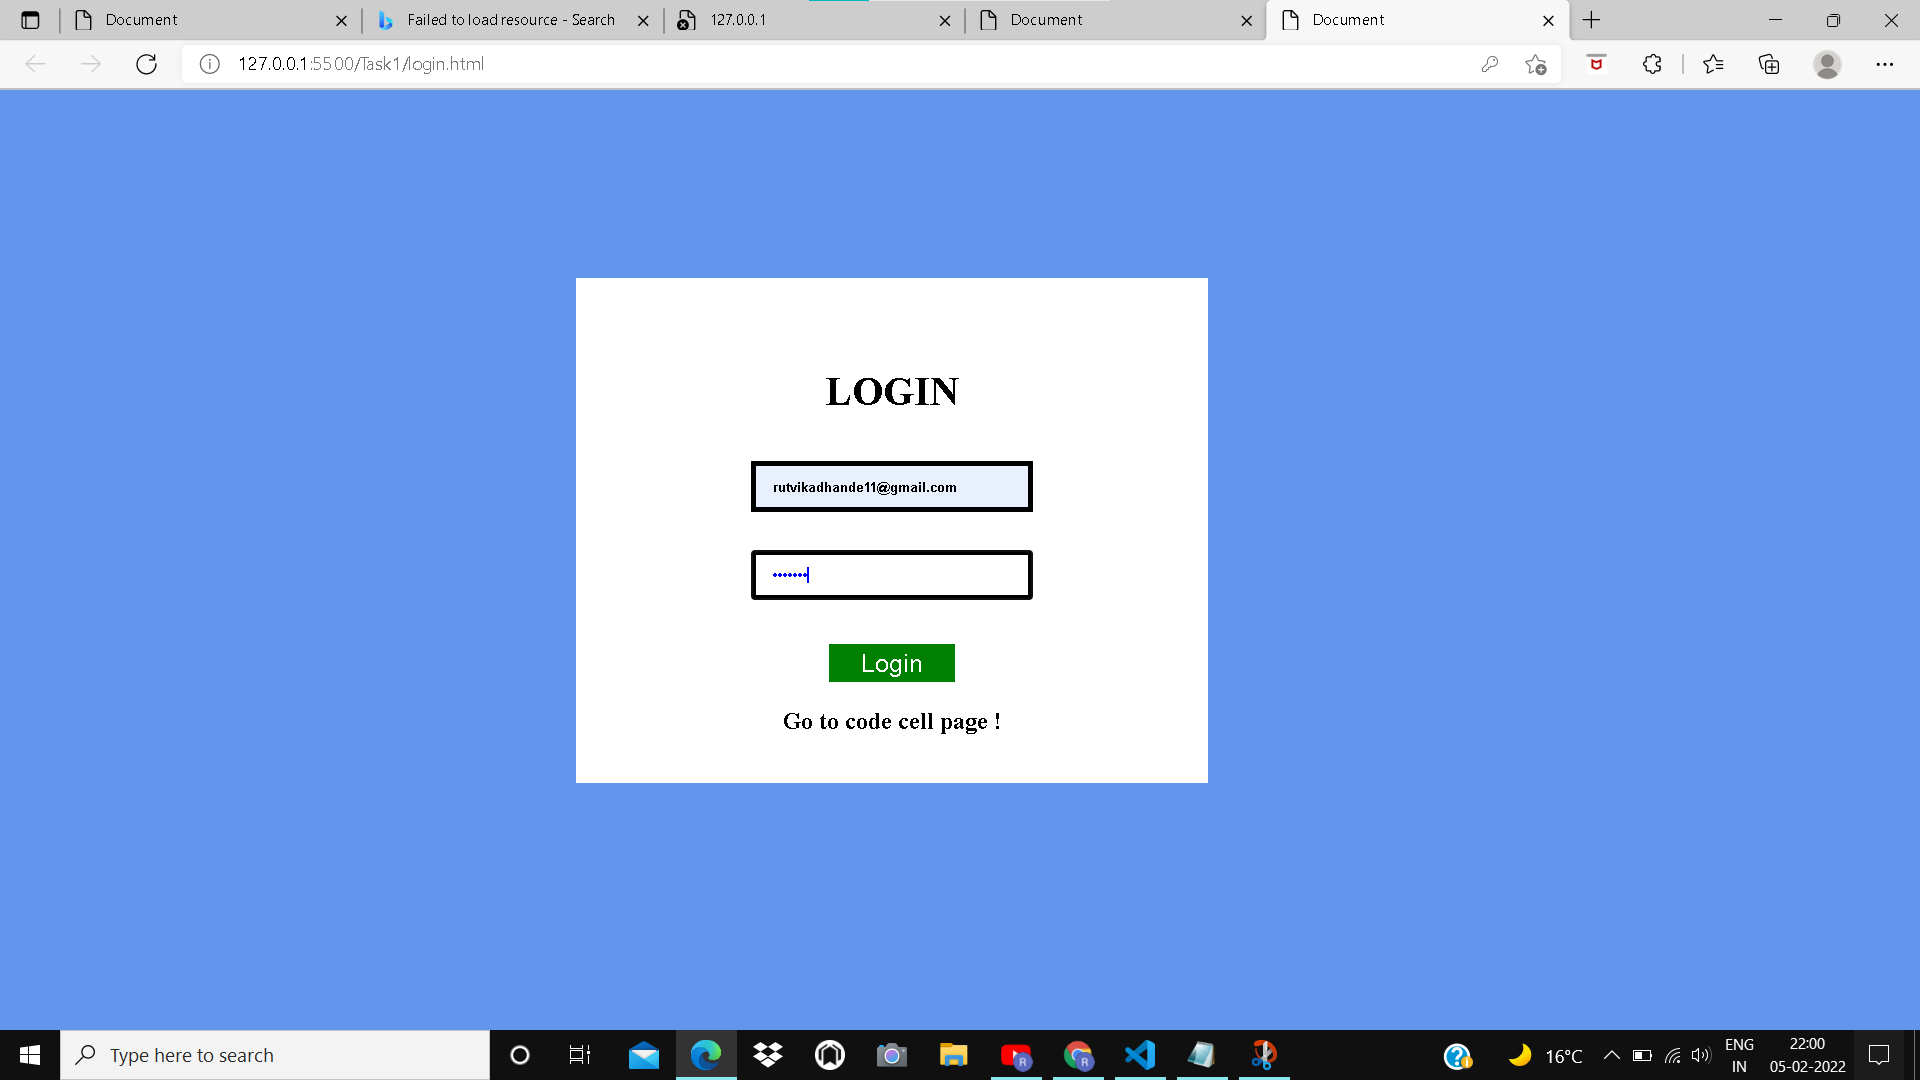 Document
Failed to load resource - Search
127.0.0.1
Document
Document
127.0.0.1:5500/Task1/login.html
LOGIN
rutvikadhande11@gmail.com
•••••••
Login
Go to code cell page !
Type here to search
R
R
16°C
ENG
IN
22:00
05-02-2022